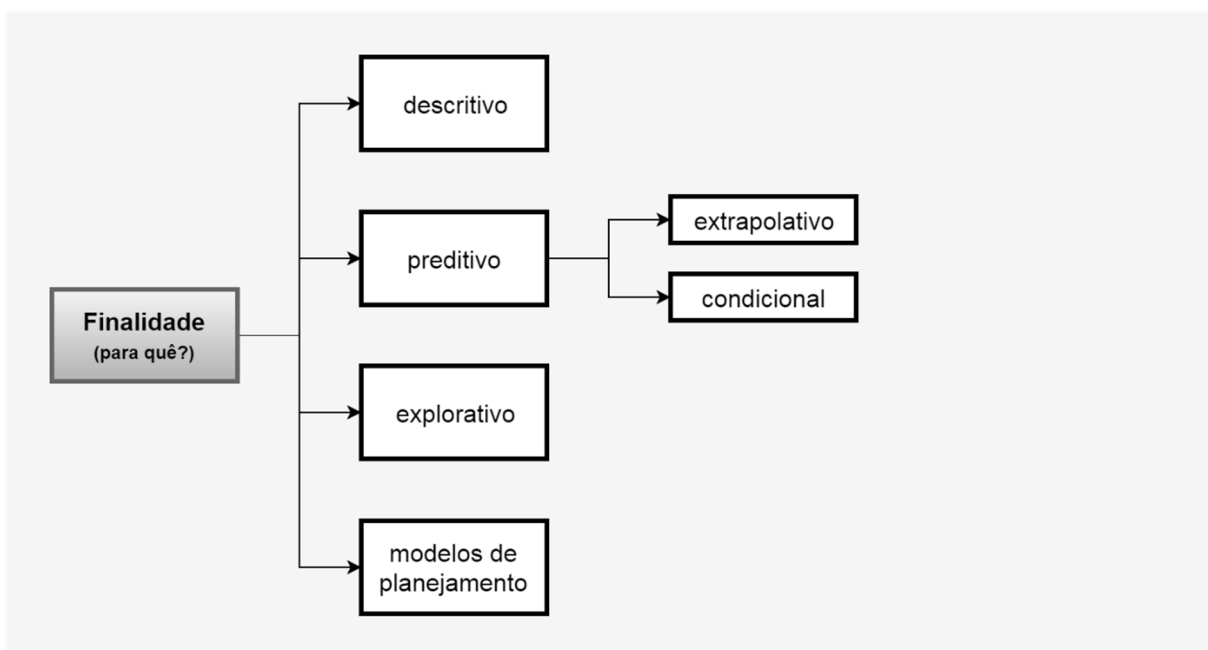 Finalidade
(para quê?)
descritivo
preditivo
extrapolativo
condicional
explorativo
modelos de
planejamento